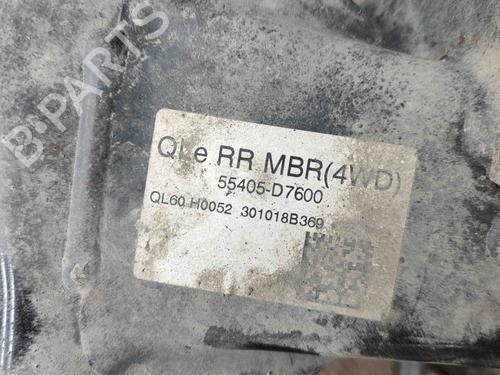 B-PARTS
QLe RR MBR(4WD)
55405-D7600
QL60 H0052 301018B369